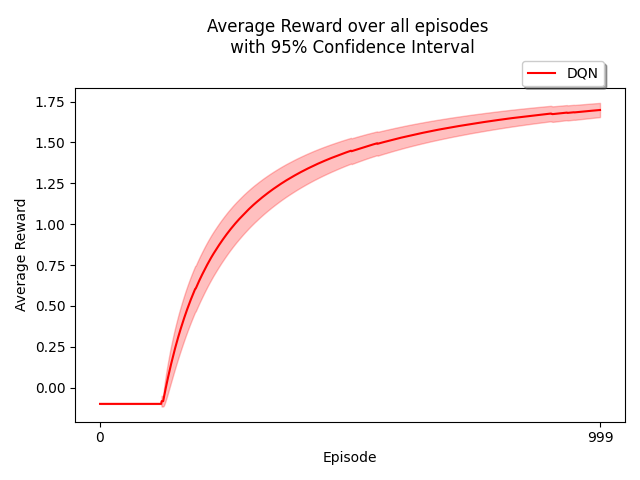 Average Reward over all episodes
with 95% Confidence Interval
DQN
1.75
1.50
1.25
1.00
0.75
0.50
0.25
0.00
Average Reward
0
999
Episode